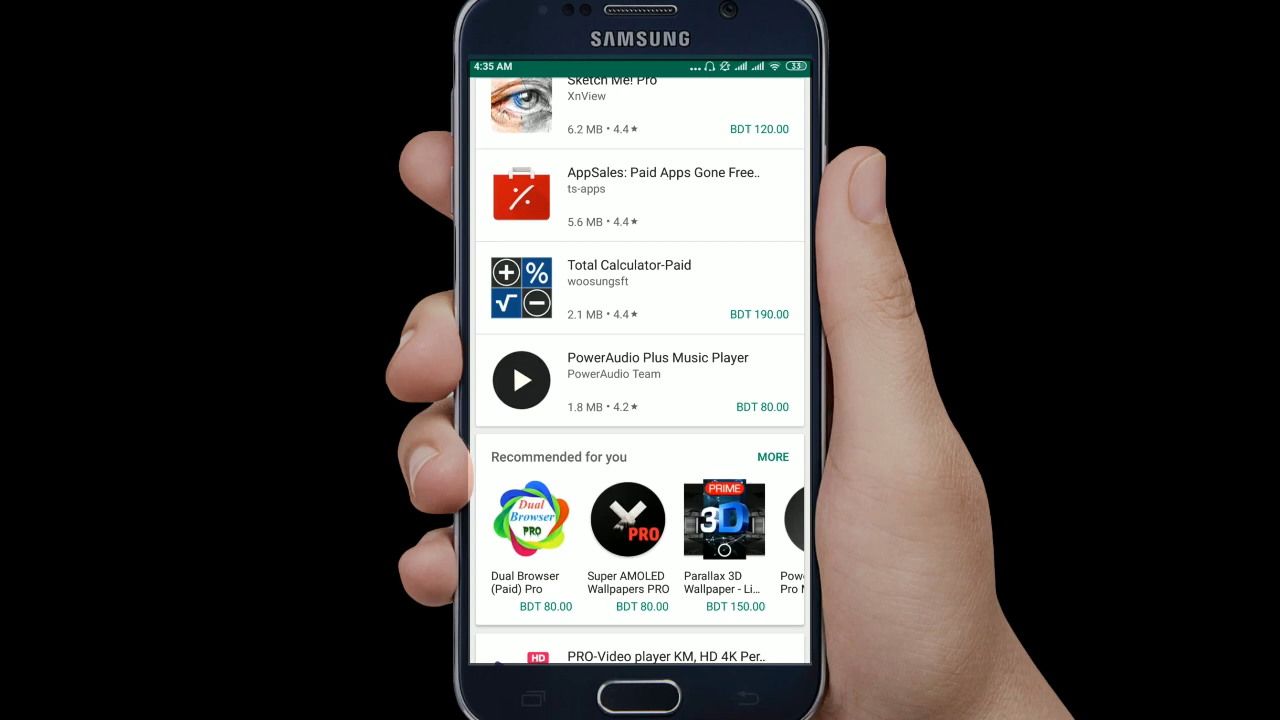 SAMSUNG
4:35 AM
33
Sketch Me! Pro
XnView
6.2 MB • 4.4★
BDT 120.00
AppSales: Paid Apps Gone Free..
ts-apps
5.6 MB • 4.4★
Total Calculator-Paid
woosungsft
2.1 MB • 4.4★
BDT 190.00
PowerAudio Plus Music Player
PowerAudio Team
1.8 MB • 4.2★
BDT 80.00
Recommended for you
MORE
Dual
Browser
PRO
PRO
PRIME
3D
Dual Browser
(Paid) Pro
BDT 80.00
Super AMOLED
Wallpapers PRO
BDT 80.00
Parallax 3D
Wallpaper - Li...
BDT 150.00
HD
PRO-Video player KM, HD 4K Per..